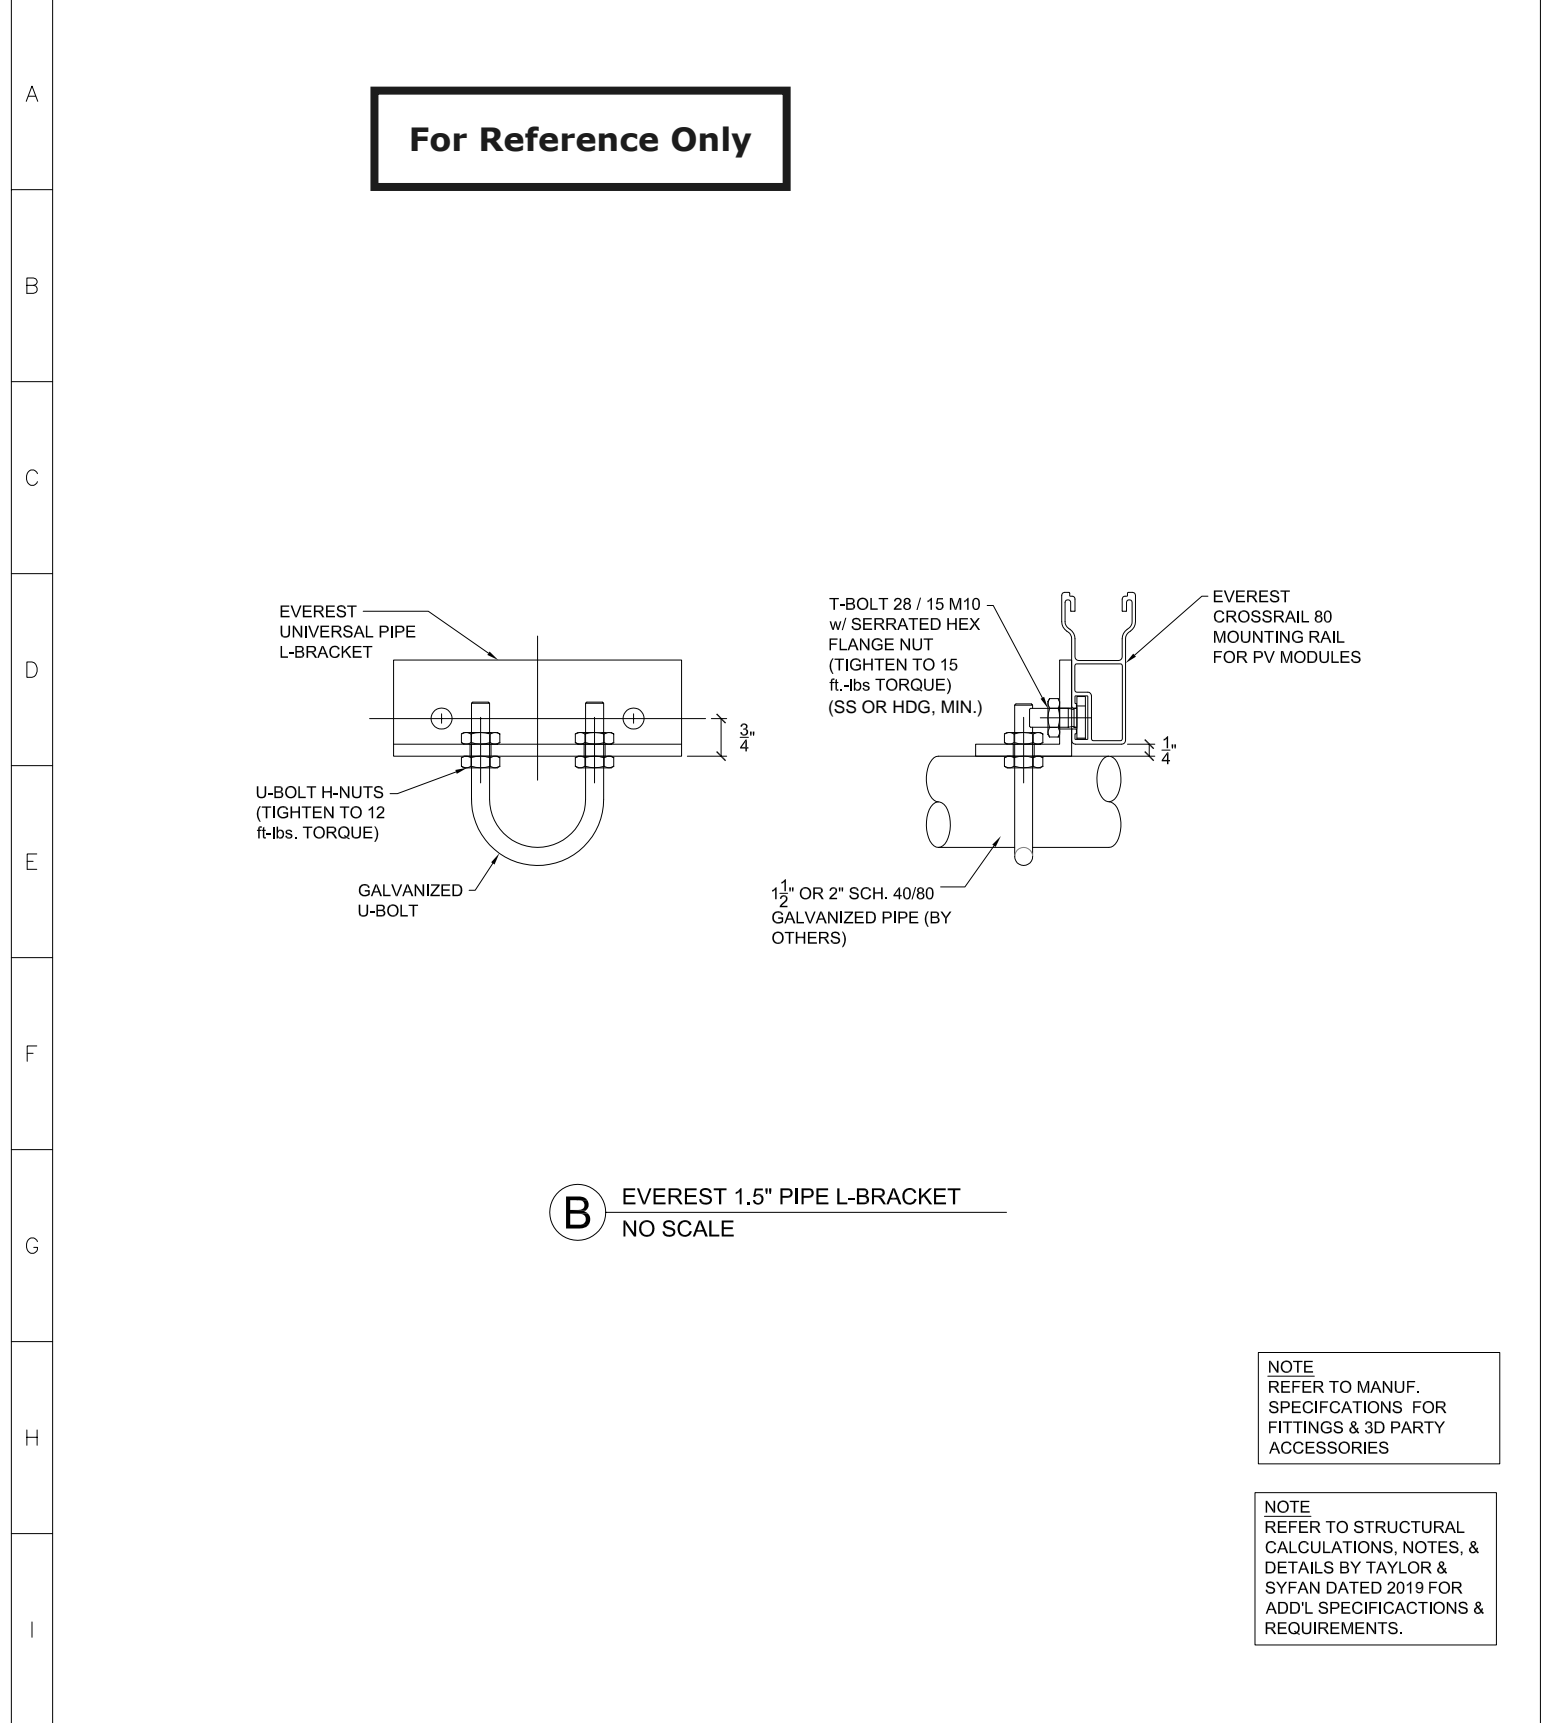 A
B
C
D
E
F
G
H
I
For Reference Only
EVEREST
UNIVERSAL PIPE
L-BRACKET
3/4"
U-BOLT H-NUTS
(TIGHTEN TO 12
ft-lbs. TORQUE)
GALVANIZED
U-BOLT
T-BOLT 28 / 15 M10
w/ SERRATED HEX
FLANGE NUT
(TIGHTEN TO 15
ft.-lbs TORQUE)
(SS OR HDG, MIN.)
EVEREST
CROSSRAIL 80
MOUNTING RAIL
FOR PV MODULES
1/4"
1 1/2" OR 2" SCH. 40/80
GALVANIZED PIPE (BY
OTHERS)
B
EVEREST 1.5" PIPE L-BRACKET
NO SCALE
NOTE
REFER TO MANUF.
SPECIFCATIONS FOR
FITTINGS & 3D PARTY
ACCESSORIES
NOTE
REFER TO STRUCTURAL
CALCULATIONS, NOTES, &
DETAILS BY TAYLOR &
SYFAN DATED 2019 FOR
ADD'L SPECIFICACTIONS &
REQUIREMENTS.